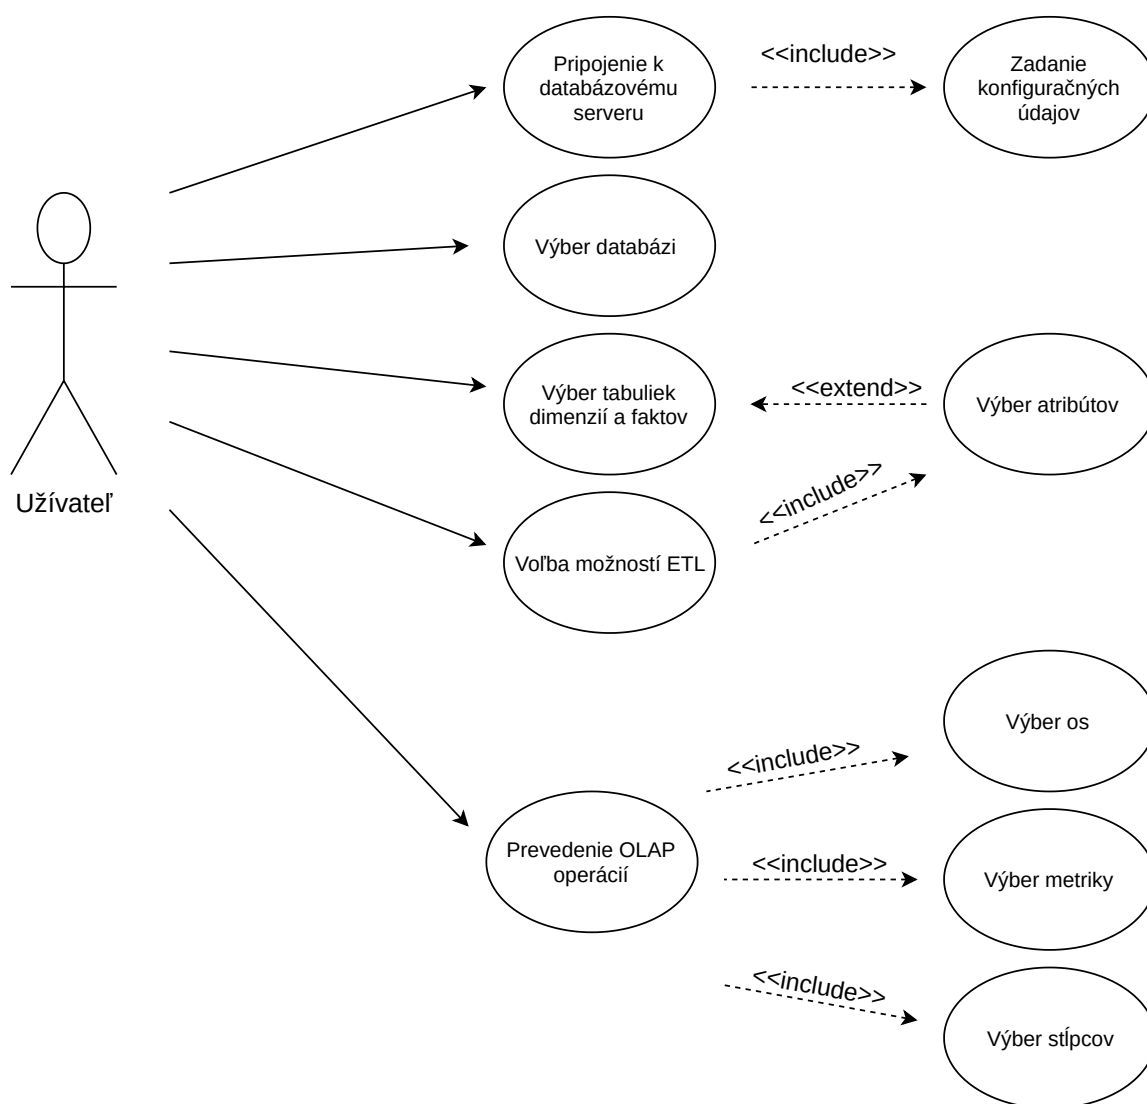 Pripojenie k
databázovému
serveru
<<include>>
Zadanie
konfiguračných
údajov
Výber databázi
Výber tabuliek
dimenzií a faktov
<<extend>>
Výber atribútov
Užívateľ
<<include>>
Voľba možností ETL
Výber os
<<include>>
Prevedenie OLAP
operácií
<<include>>
Výber metriky
<<include>>
Výber stĺpcov